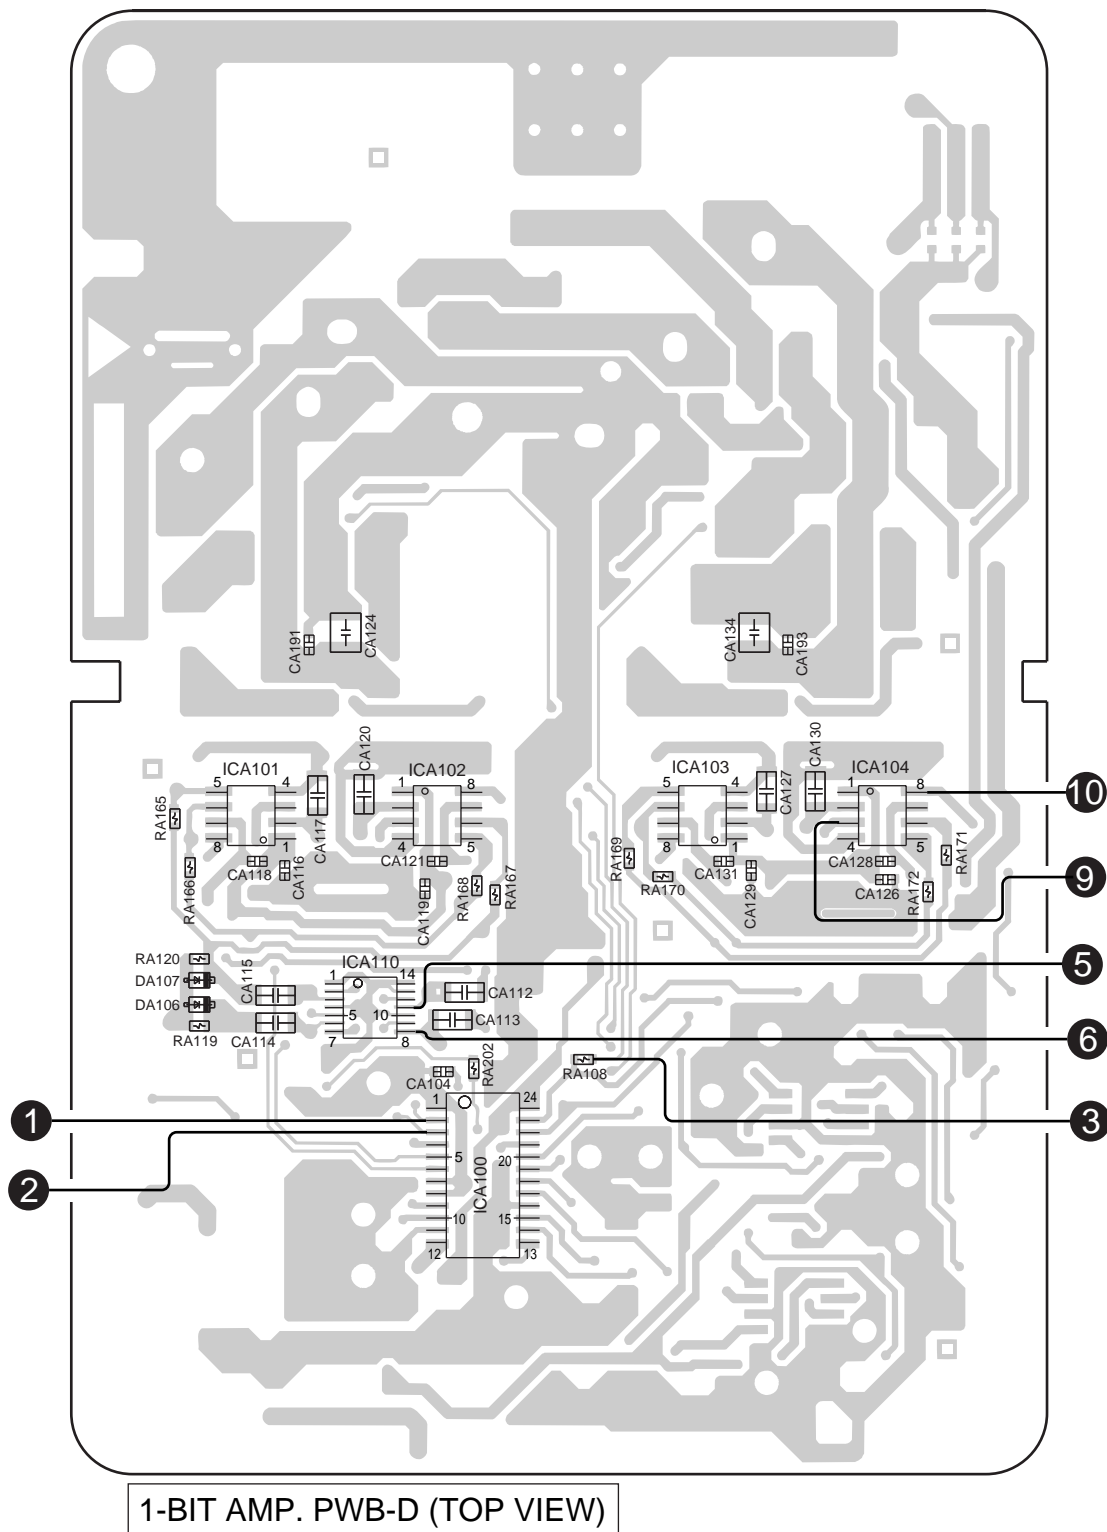 CA191
CA124
CA134
CA193
CA120
CA130
ICA101
ICA102
ICA103
ICA104
5
4
1
8
5
4
1
8
RA165
CA117
CA127
10
8
1
4
5
8
1
4
5
RA166
CA118
CA116
CA121
CA119
RA168
RA167
RA169
RA170
CA131
CA129
CA128
CA126
RA172
RA171
9
RA120
DA107
DA106
RA119
CA115
CA114
ICA110
1
14
5
10
7
8
CA112
CA113
5
6
CA104
RA202
RA108
3
1
2
1
24
5
20
ICA100
10
15
12
13
1-BIT AMP. PWB-D (TOP VIEW)